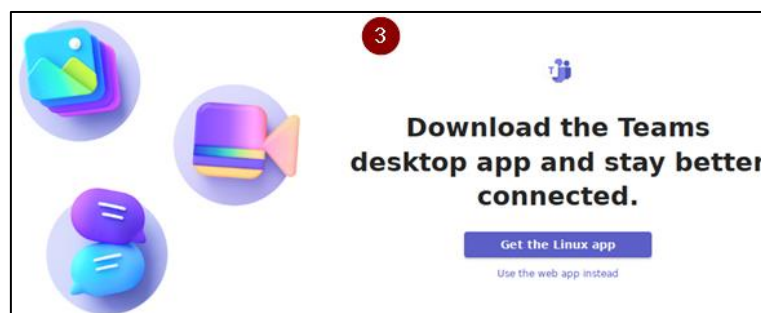 3
T
Download the Teams
desktop app and stay better
connected.
Get the Linux app
Use the web app instead